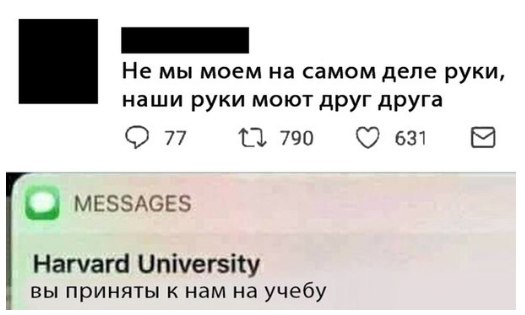 Не мы моем на самом деле руки,
наши руки моют друг друга
77 790 631
MESSAGES
Harvard University
вы приняты к нам на учебу